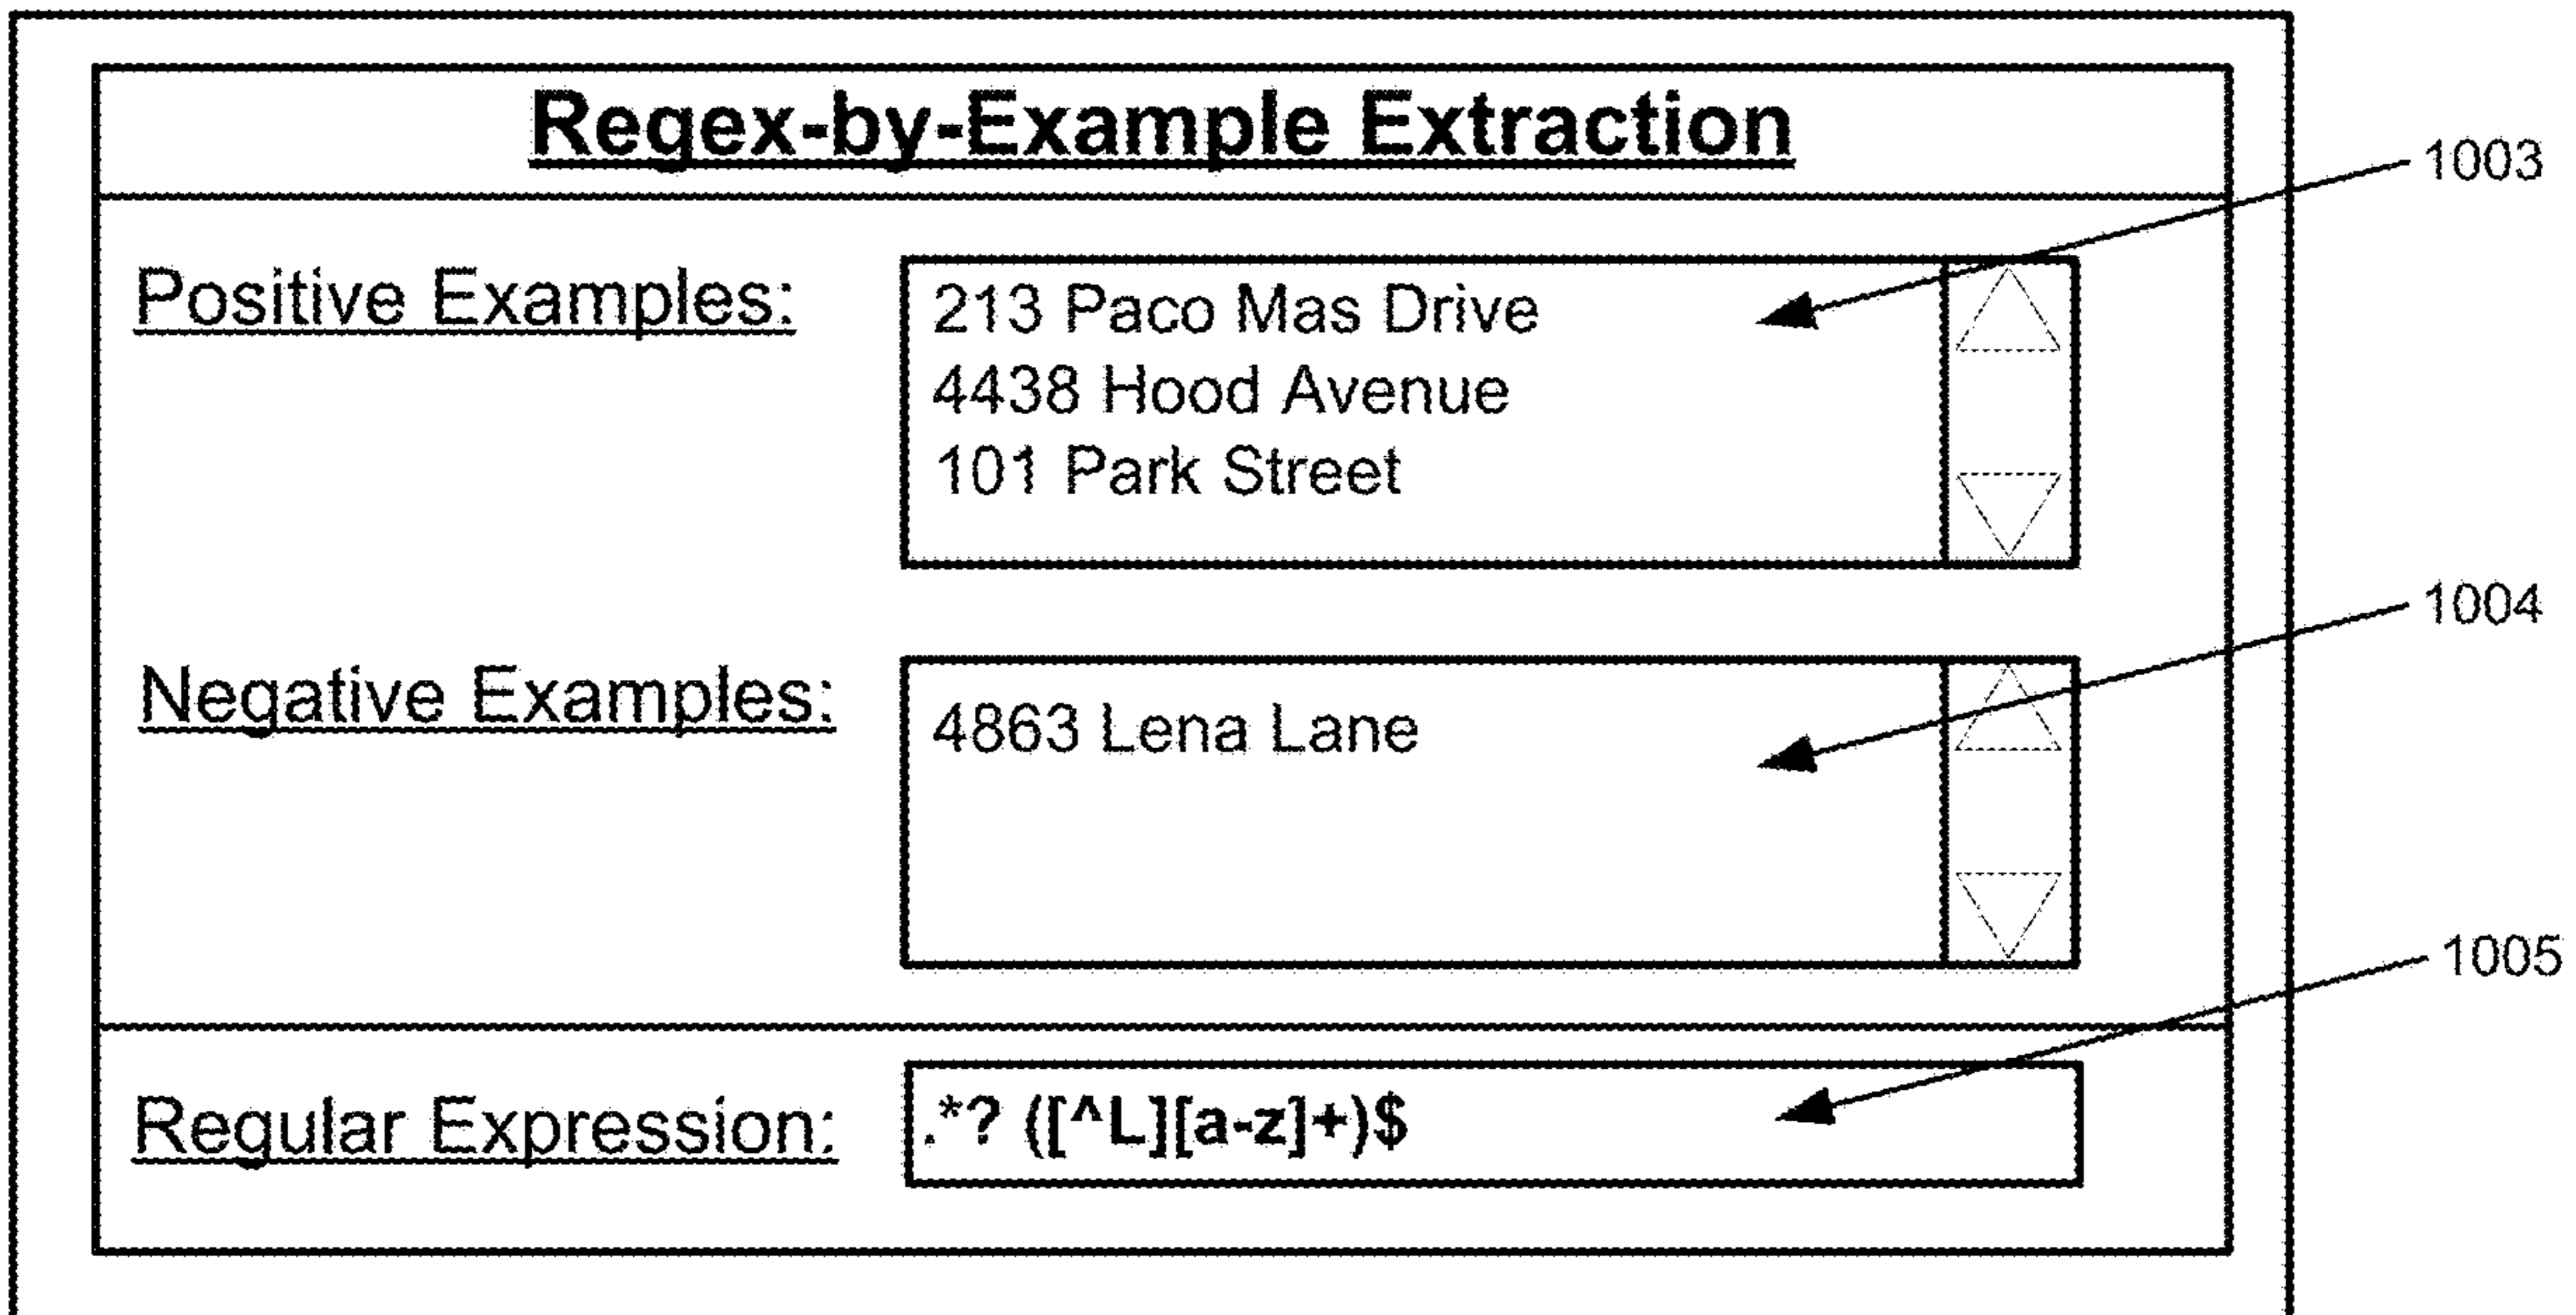 Regex-by-Example Extraction
1003
Positive Examples:
213 Paco Mas Drive
4438 Hood Avenue
101 Park Street
1004
Negative Examples:
4863 Lena Lane
1005
Regular Expression:
.*? ([^L][a-z]+)$